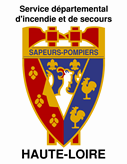 Service départemental
d'incendie et de secours
SAPEURS-POMPIERS
HAUTE-LOIRE